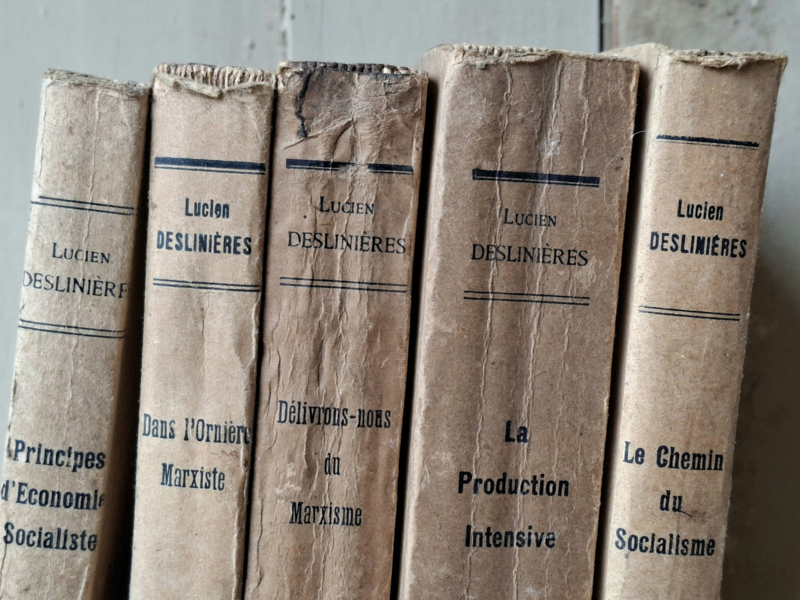 Lucien
DESLINIÈRE
Principes
d'Economie
Socialiste
Lucien
DESLINIÈRES
Dans l'Ornière
Marxiste
Lucien
DESLINIÈRES
Délivrons-nous
du
Marxisme
Lucien
DESLINIÈRES
La
Production
Intensive
Lucien
DESLINIÈRES
Le Chemin
du
Socialisme